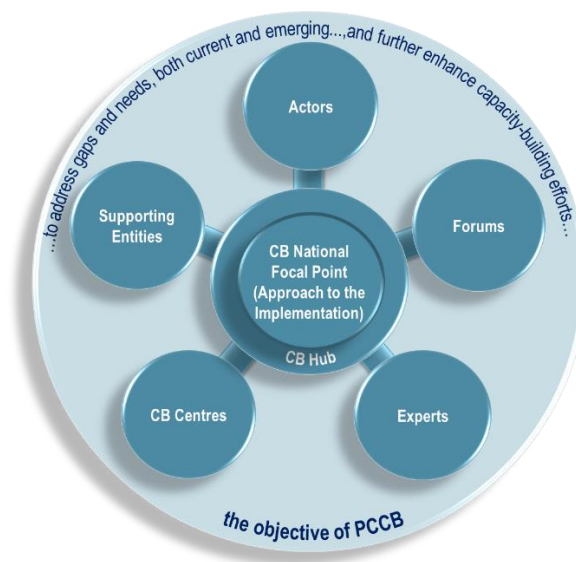 ...to address gaps and needs, both current and emerging...,and further enhance capacity-building efforts...
Actors
Supporting
Entities
Forums
CB National
Focal Point
(Approach to the
Implementation)
CB Hub
CB Centres
Experts
the objective of PCCB